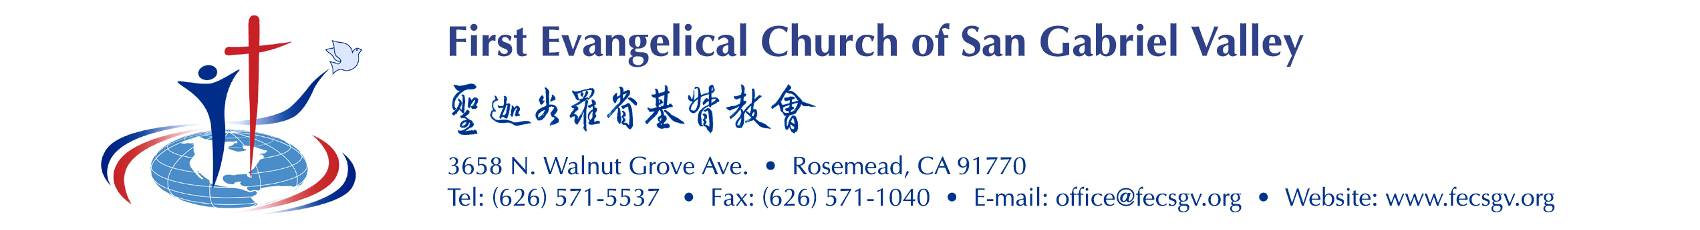 First Evangelical Church of San Gabriel Valley
聖迦谷羅省基督教會
3658 N. Walnut Grove Ave. • Rosemead, CA 91770
Tel: (626) 571-5537 • Fax: (626) 571-1040 • E-mail: office@fecsgv.org • Website: www.fecsgv.org